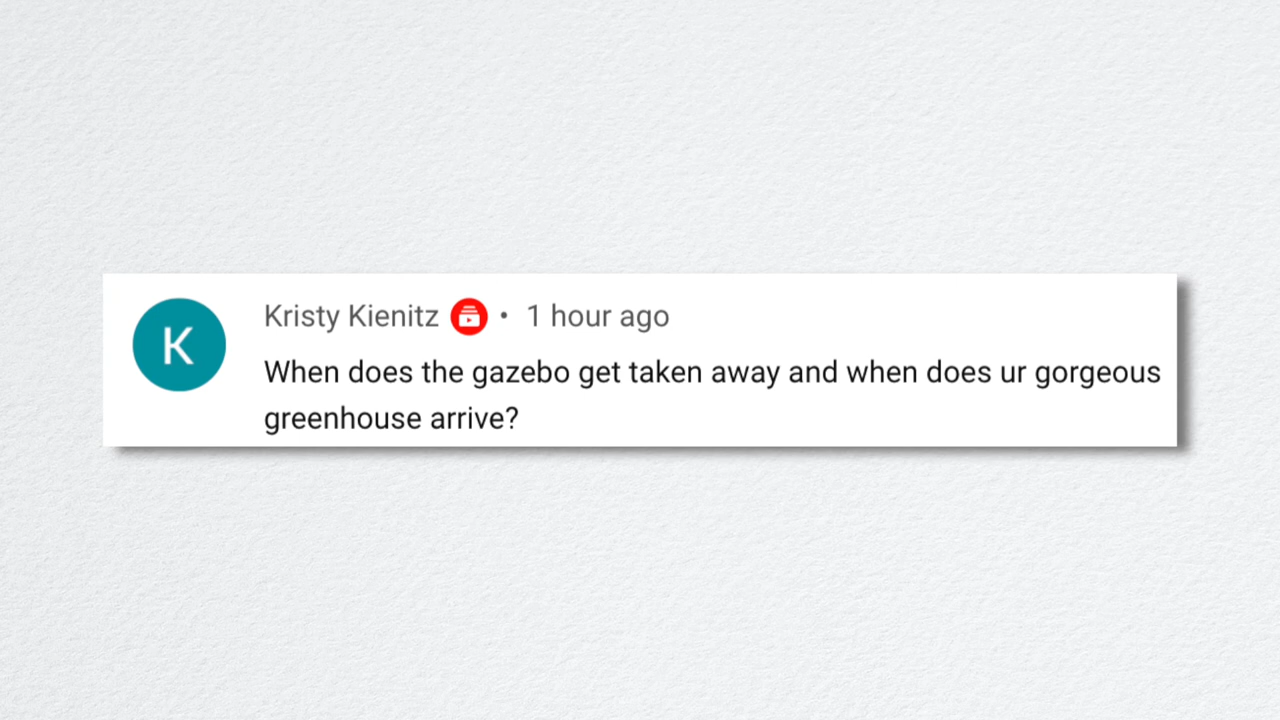 K
Kristy Kienitz • 1 hour ago
When does the gazebo get taken away and when does ur gorgeous
greenhouse arrive?